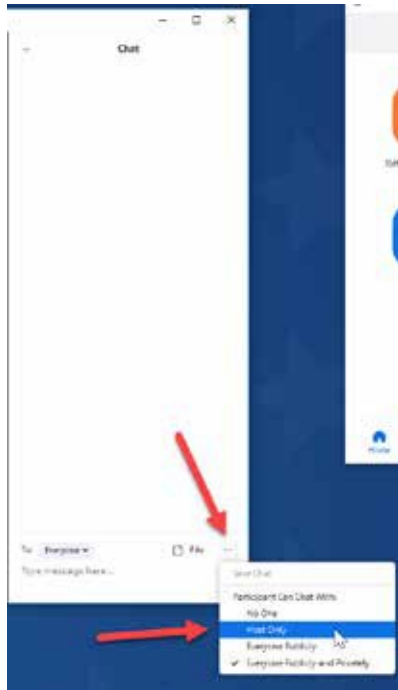 Chat
To: Everyone File
Type message here...
Save Chat
Participant Can Chat With:
No One
Host Only
Everyone Publicly
Everyone Publicly and Privately
Home